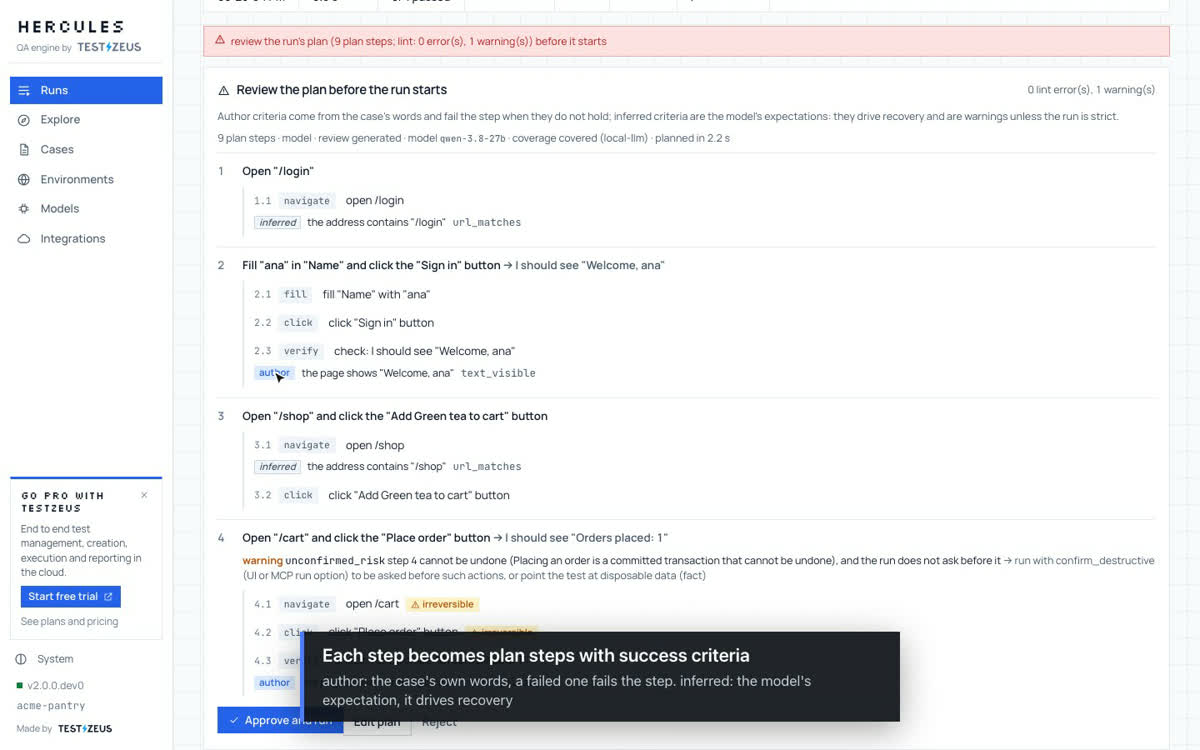 HERCULES
QA engine by TESTZEUS
Runs
Explore
Cases
Environments
Models
Integrations
GO PRO WITH
TESTZEUS
End to end test
management, creation,
execution and reporting in
the cloud.
Start free trial
See plans and pricing
System
v2.0.0.dev0
acme-pantry
Made by TESTZEUS
review the run's plan (9 plan steps; lint: 0 error(s), 1 warning(s)) before it starts
Review the plan before the run starts
0 lint error(s), 1 warning(s)
Author criteria come from the case's words and fail the step when they do not hold; inferred criteria are the model's expectations: they drive recovery and are warnings unless the run is strict.
9 plan steps · model · review generated · model qwen-3.8-27b · coverage covered (local-llm) · planned in 2.2 s
1 Open "/login"
1.1 navigate open /login
inferred the address contains "/login" url_matches
2 Fill "ana" in "Name" and click the "Sign in" button → I should see "Welcome, ana"
2.1 fill fill "Name" with "ana"
2.2 click click "Sign in" button
2.3 verify check: I should see "Welcome, ana"
author the page shows "Welcome, ana" text_visible
3 Open "/shop" and click the "Add Green tea to cart" button
3.1 navigate open /shop
inferred the address contains "/shop" url_matches
3.2 click click "Add Green tea to cart" button
4 Open "/cart" and click the "Place order" button → I should see "Orders placed: 1"
warning unconfirmed_risk step 4 cannot be undone (Placing an order is a committed transaction that cannot be undone), and the run does not ask before it → run with confirm_destructive
(UI or MCP run option) to be asked before such actions, or point the test at disposable data (fact)
4.1 navigate open /cart irreversible
4.2 click click "Place order" button irreversible
4.3
author
Each step becomes plan steps with success criteria
author: the case's own words, a failed one fails the step. inferred: the model's
expectation, it drives recovery
Approve and run Edit plan Reject